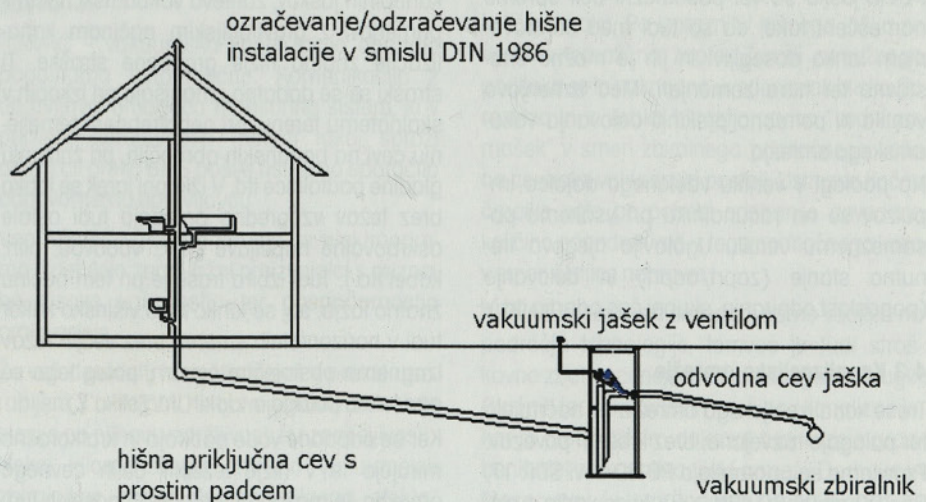 ozračevanje/odzračevanje hišne
instalacije v smislu DIN 1986
vakuumski jašek z ventilom
odvodna cev jaška
hišna priključna cev s
prostim padcem
vakuumski zbiralnik